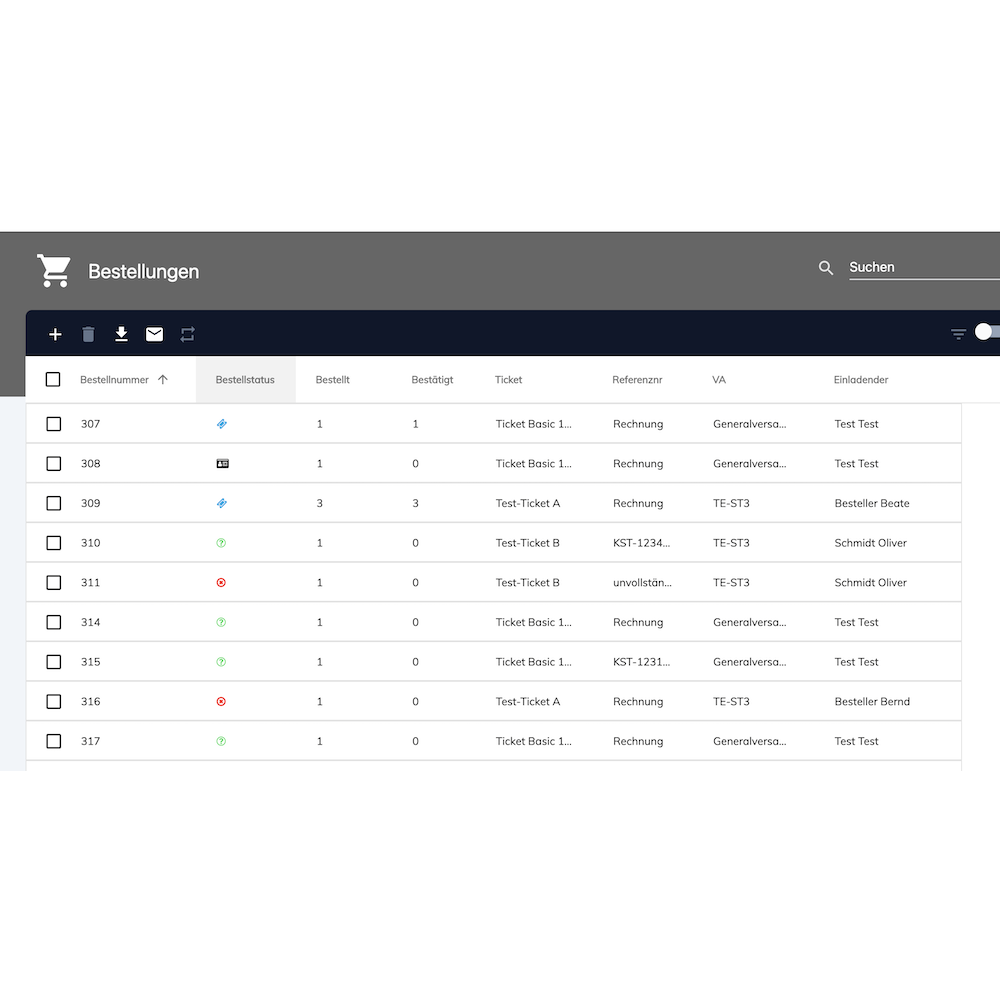 Bestellungen
Suchen
Bestellnummer Bestellstatus Bestellt Bestätigt Ticket Referenznr VA Einladender
307 1 1 Ticket Basic 1... Rechnung Generalversa... Test Test
308 1 0 Ticket Basic 1... Rechnung Generalversa... Test Test
309 3 3 Test-Ticket A Rechnung TE-ST3 Besteller Beate
310 1 0 Test-Ticket B KST-1234... TE-ST3 Schmidt Oliver
311 1 0 Test-Ticket B unvollstän... TE-ST3 Schmidt Oliver
314 1 0 Ticket Basic 1... Rechnung Generalversa... Test Test
315 1 0 Ticket Basic 1... KST-1231... Generalversa... Test Test
316 1 0 Test-Ticket A Rechnung TE-ST3 Besteller Bernd
317 1 0 Ticket Basic 1... Rechnung Generalversa... Test Test